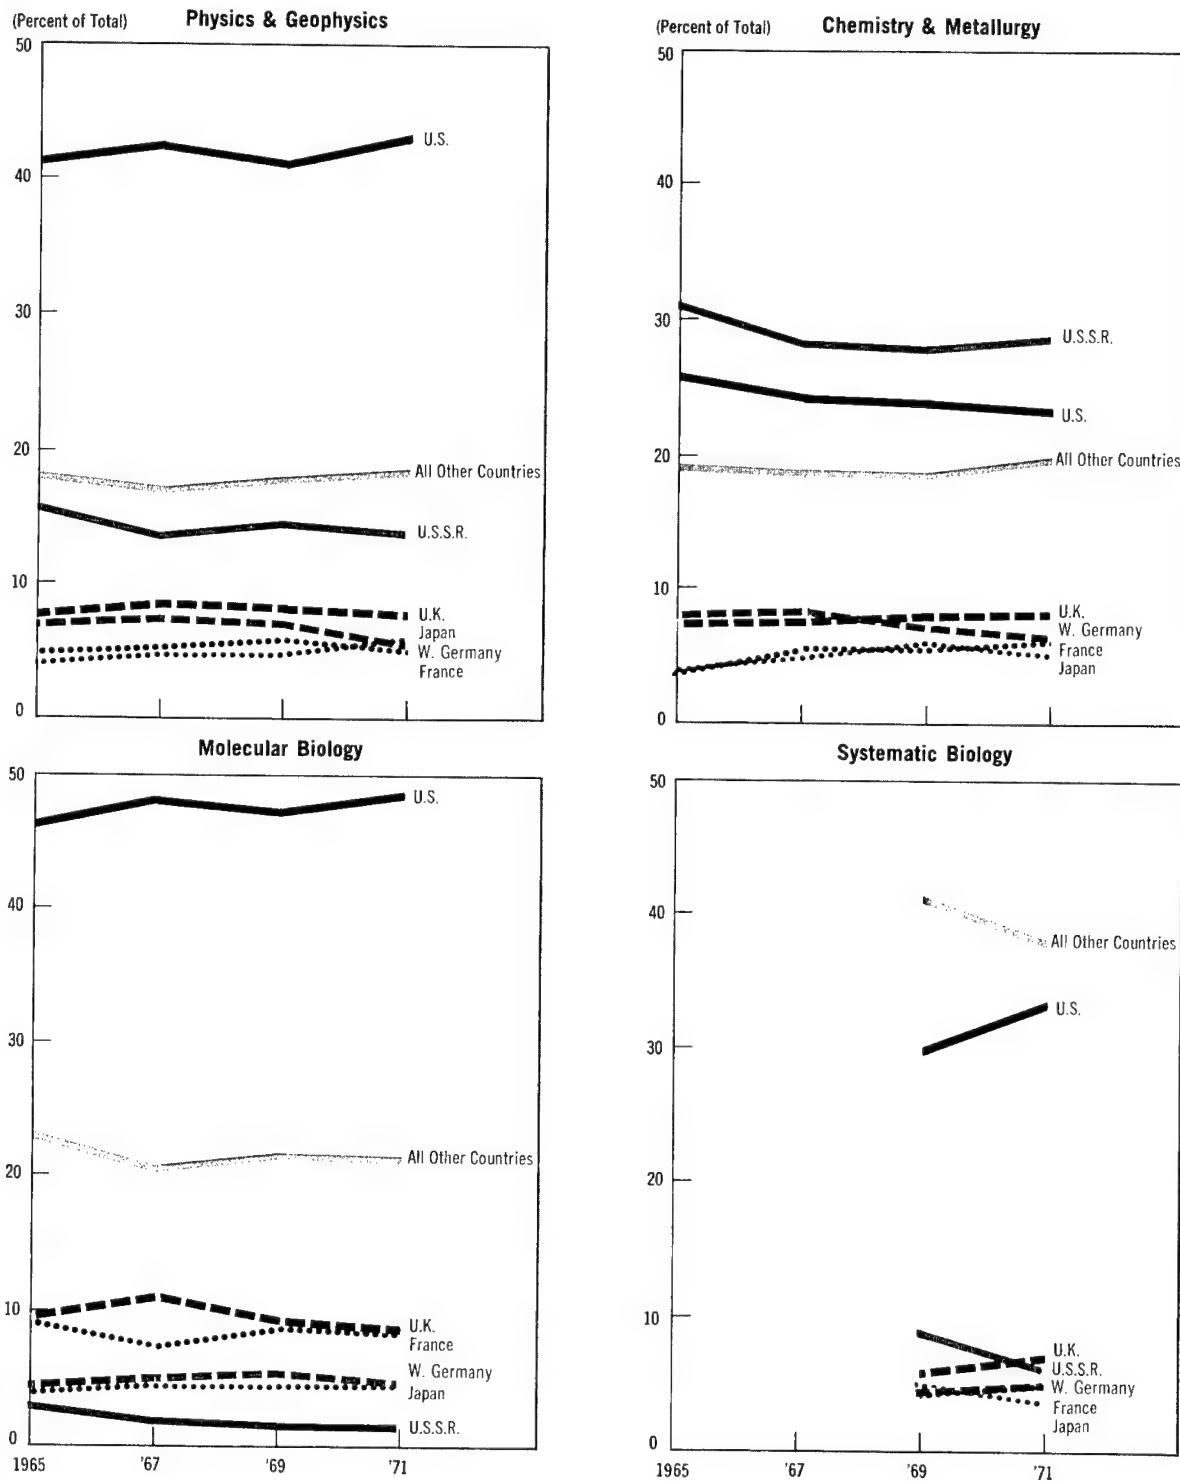 Physics & Geophysics
(Percent of Total)
50
40
30
20
10
0
U.S.
All Other Countries
U.S.S.R.
U.K.
Japan
W. Germany
France
Chemistry & Metallurgy
(Percent of Total)
50
40
30
20
10
0
U.S.S.R.
U.S.
All Other Countries
U.K.
W. Germany
France
Japan
Molecular Biology
50
40
30
20
10
0
U.S.
All Other Countries
U.K.
France
W. Germany
Japan
U.S.S.R.
1965 '67 '69 '71
Systematic Biology
50
40
30
20
10
0
All Other Countries
U.S.
U.K.
U.S.S.R.
W. Germany
France
Japan
1965 '67 '69 '71